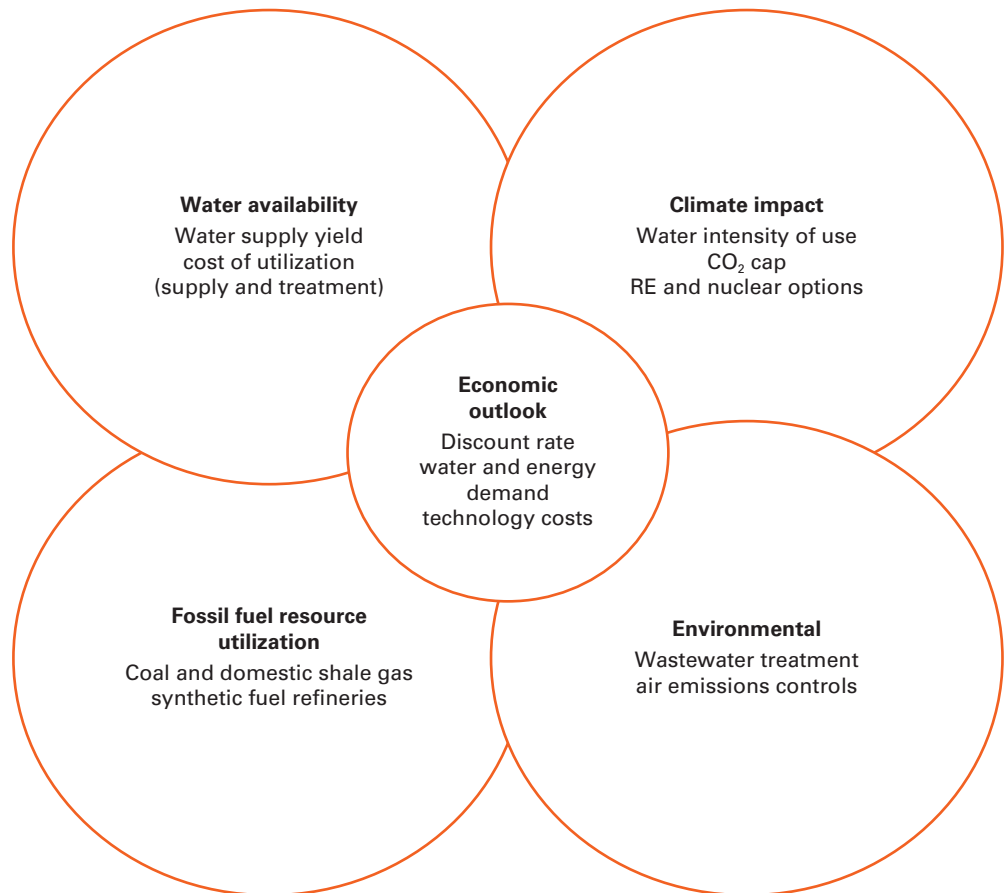 Water availability
Water supply yield
cost of utilization
(supply and treatment)
Climate impact
Water intensity of use
CO₂ cap
RE and nuclear options
Economic
outlook
Discount rate
water and energy
demand
technology costs
Fossil fuel resource
utilization
Coal and domestic shale gas
synthetic fuel refineries
Environmental
Wastewater treatment
air emissions controls